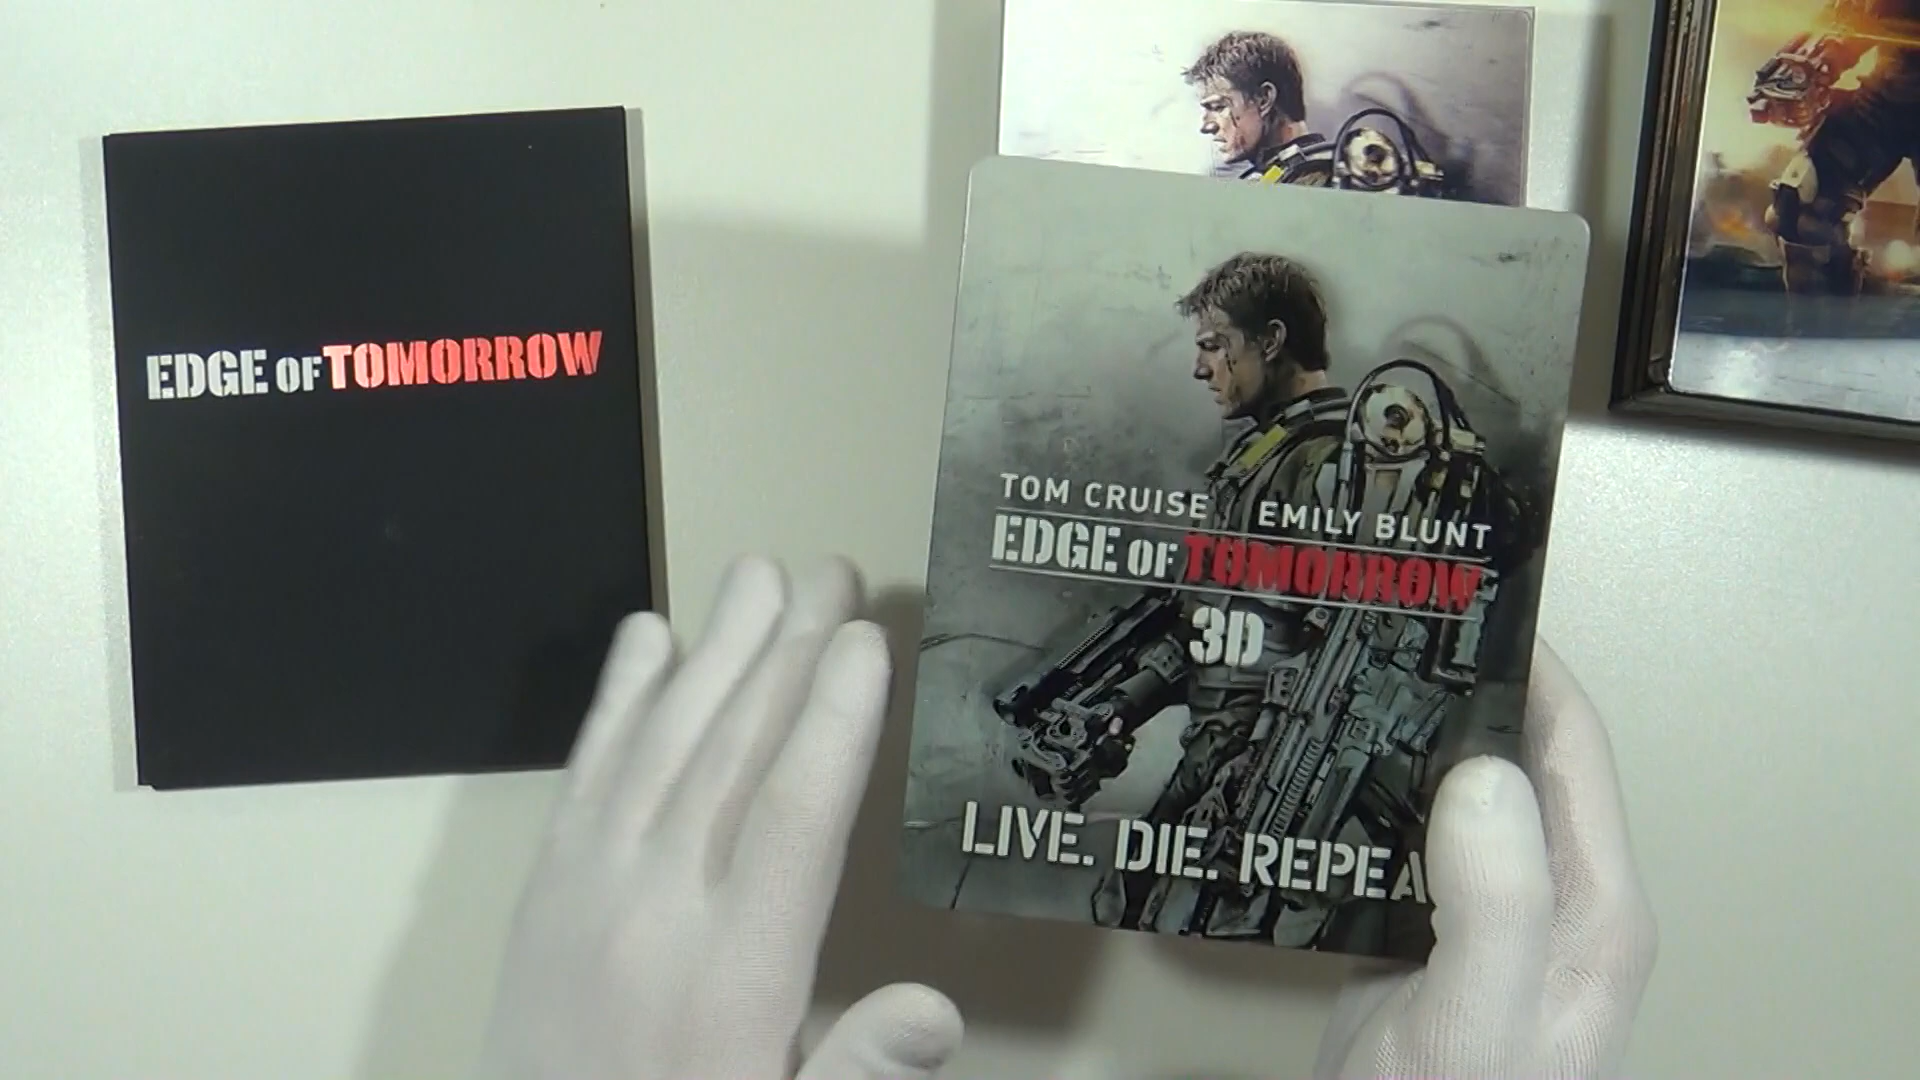 EDGE OF TOMORROW
TOM CRUISE EMILY BLUNT
EDGE OF TOMORROW
3D
LIVE. DIE. REPEA